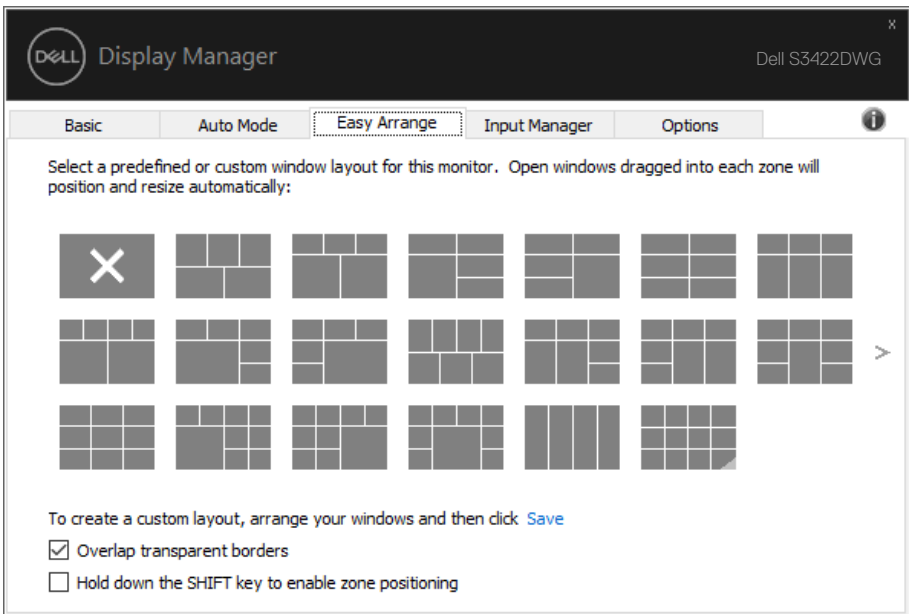 x
DELL Display Manager
Dell S3422DWG
Basic Auto Mode Easy Arrange Input Manager Options
Select a predefined or custom window layout for this monitor. Open windows dragged into each zone will
position and resize automatically:
>
To create a custom layout, arrange your windows and then click Save
Overlap transparent borders
Hold down the SHIFT key to enable zone positioning